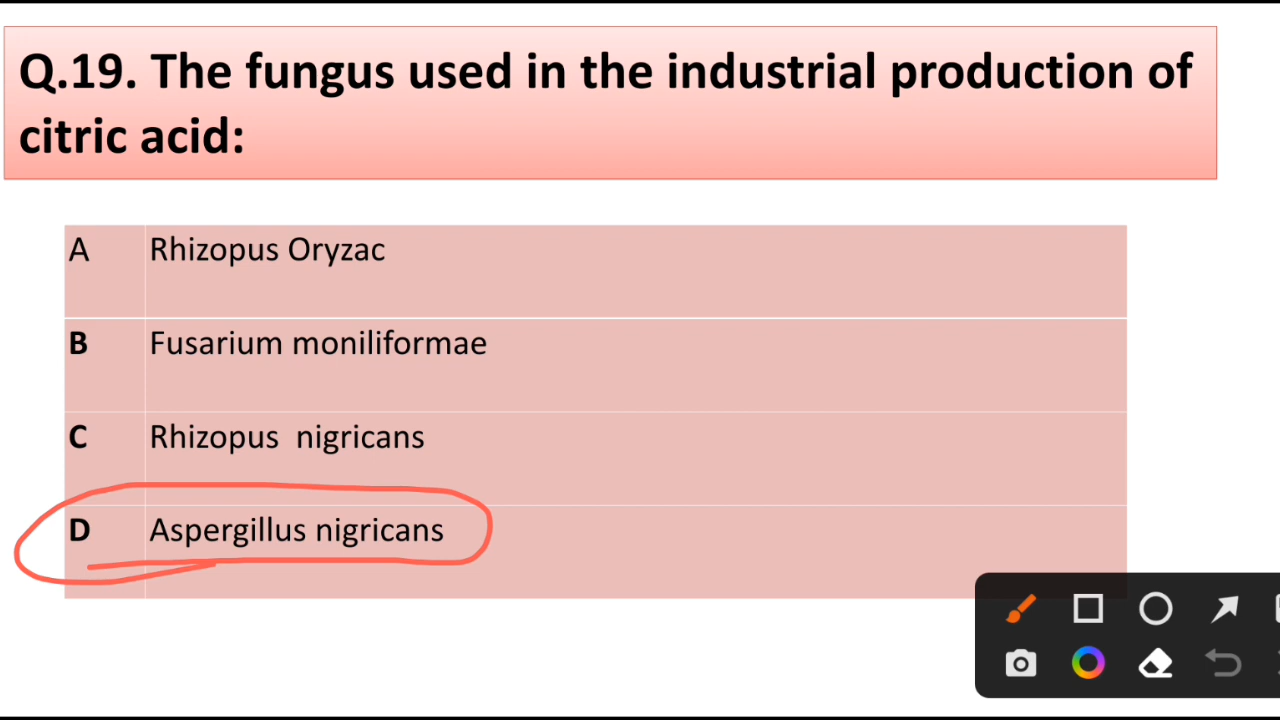 Q.19. The fungus used in the industrial production of
citric acid:
A Rhizopus Oryzac
B Fusarium moniliformae
C Rhizopus nigricans
D Aspergillus nigricans